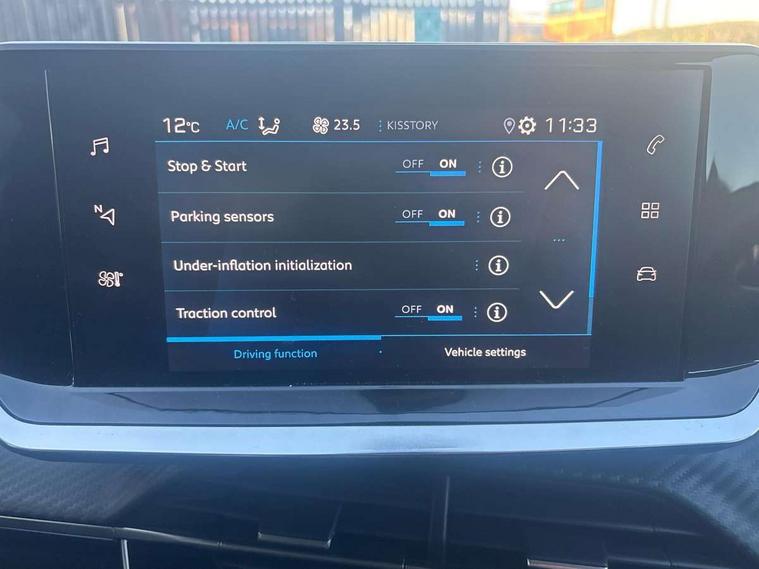 12°C A/C 23.5 KISSTORY 11:33
Stop & Start OFF ON
N
Parking sensors OFF ON
Under-inflation initialization
Traction control OFF ON
Driving function Vehicle settings